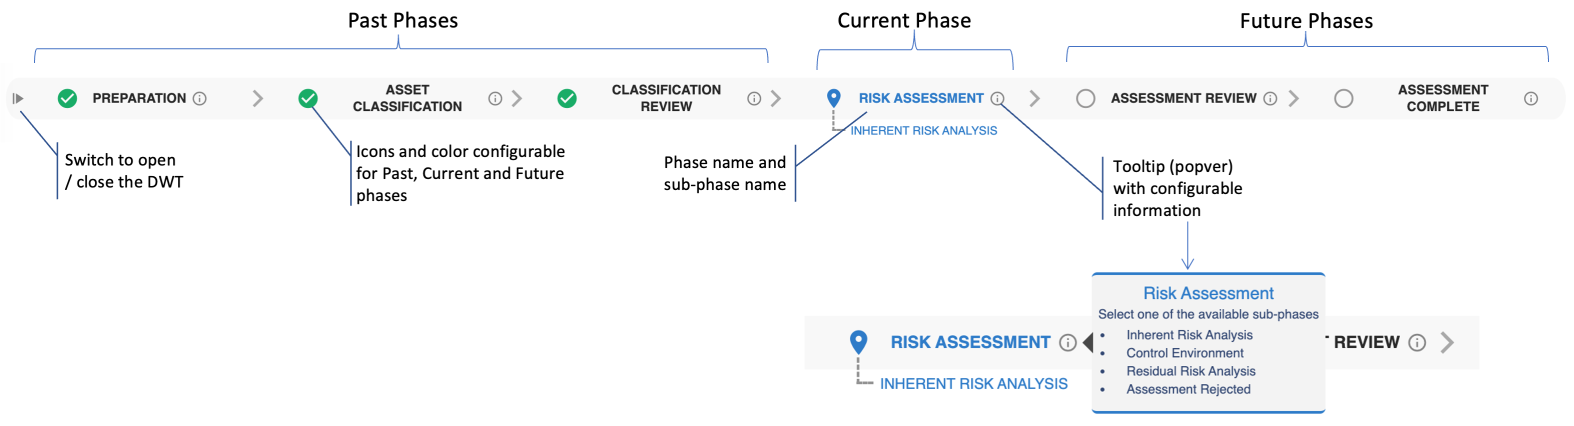 Past Phases
Current Phase
Future Phases
PREPARATION
ASSET
CLASSIFICATION
CLASSIFICATION
REVIEW
RISK ASSESSMENT
ASSESSMENT REVIEW
ASSESSMENT
COMPLETE
INHERENT RISK ANALYSIS
Switch to open
/ close the DWT
Icons and color configurable
for Past, Current and Future
phases
Phase name and
sub-phase name
Tooltip (popver)
with configurable
information
Risk Assessment
Select one of the available sub-phases
• Inherent Risk Analysis
• Control Environment
• Residual Risk Analysis
• Assessment Rejected
RISK ASSESSMENT
T REVIEW
INHERENT RISK ANALYSIS